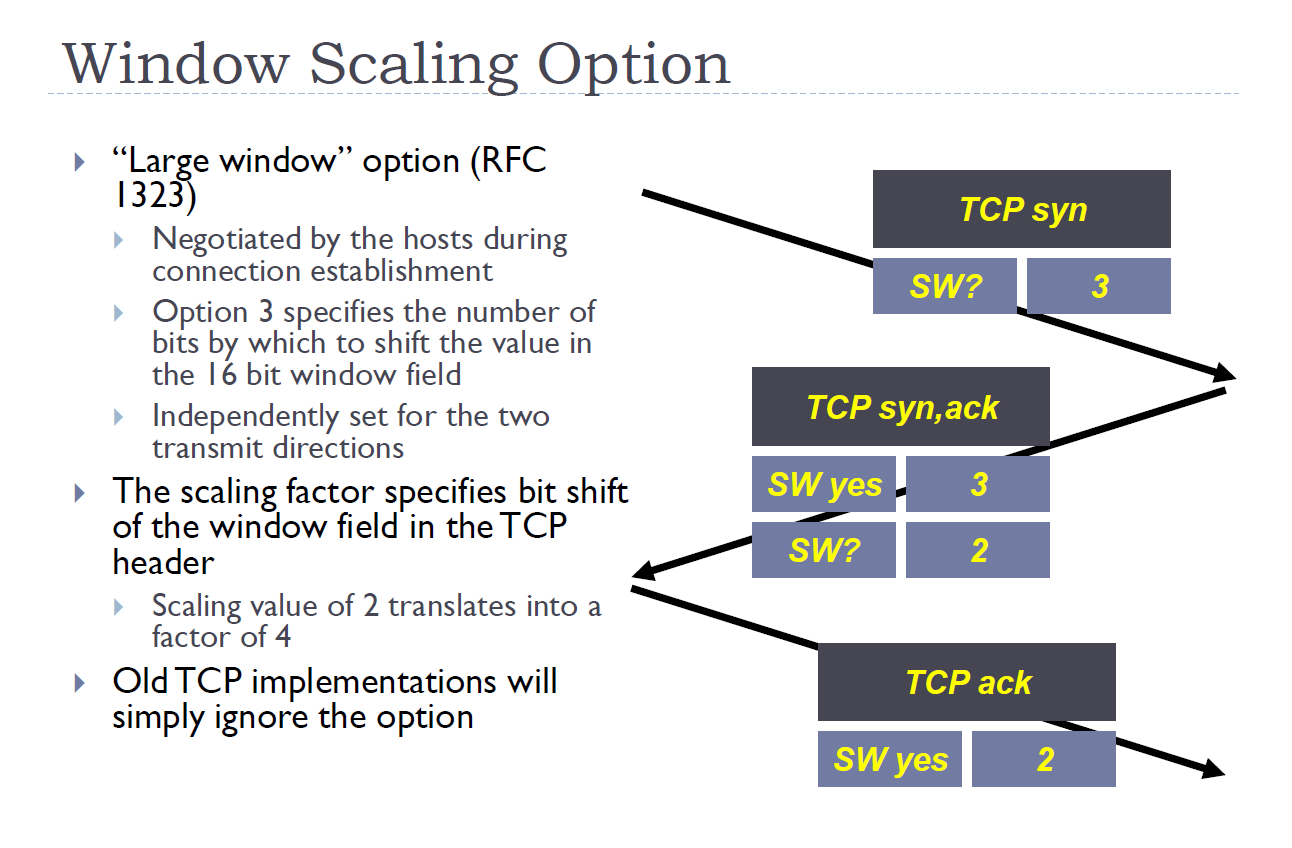 Window Scaling Option
“Large window” option (RFC
1323)
Negotiated by the hosts during
connection establishment
Option 3 specifies the number of
bits by which to shift the value in
the 16 bit window field
Independently set for the two
transmit directions
The scaling factor specifies bit shift
of the window field in the TCP
header
Scaling value of 2 translates into a
factor of 4
Old TCP implementations will
simply ignore the option
TCP syn
SW? 3
TCP syn,ack
SW yes 3
SW? 2
TCP ack
SW yes 2